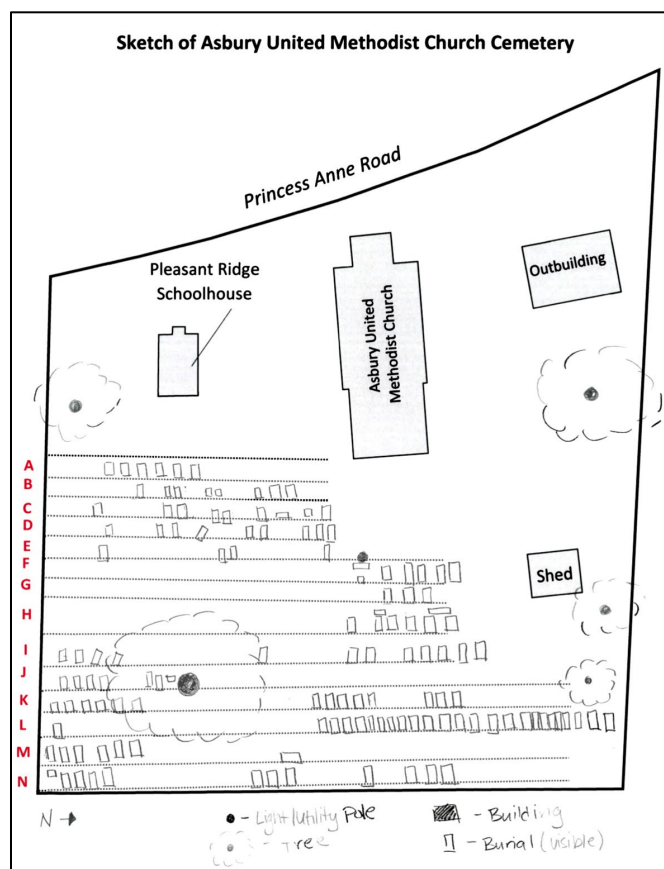 Sketch of Asbury United Methodist Church Cemetery
Princess Anne Road
Pleasant Ridge
Schoolhouse
Asbury United
Methodist Church
Outbuilding
A
B
C
D
E
F
G
Shed
H
I
J
K
L
M
N
N → ● - Light/Utility Pole - Building
- Tree - Burial (visible)